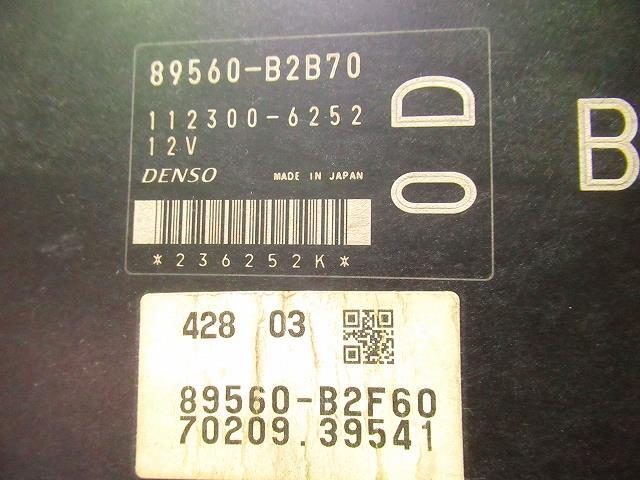 89560-B2B70
112300-6252
12V
DENSO MADE IN JAPAN
*236252K*
OD
B
428 03
89560-B2F60
70209.39541